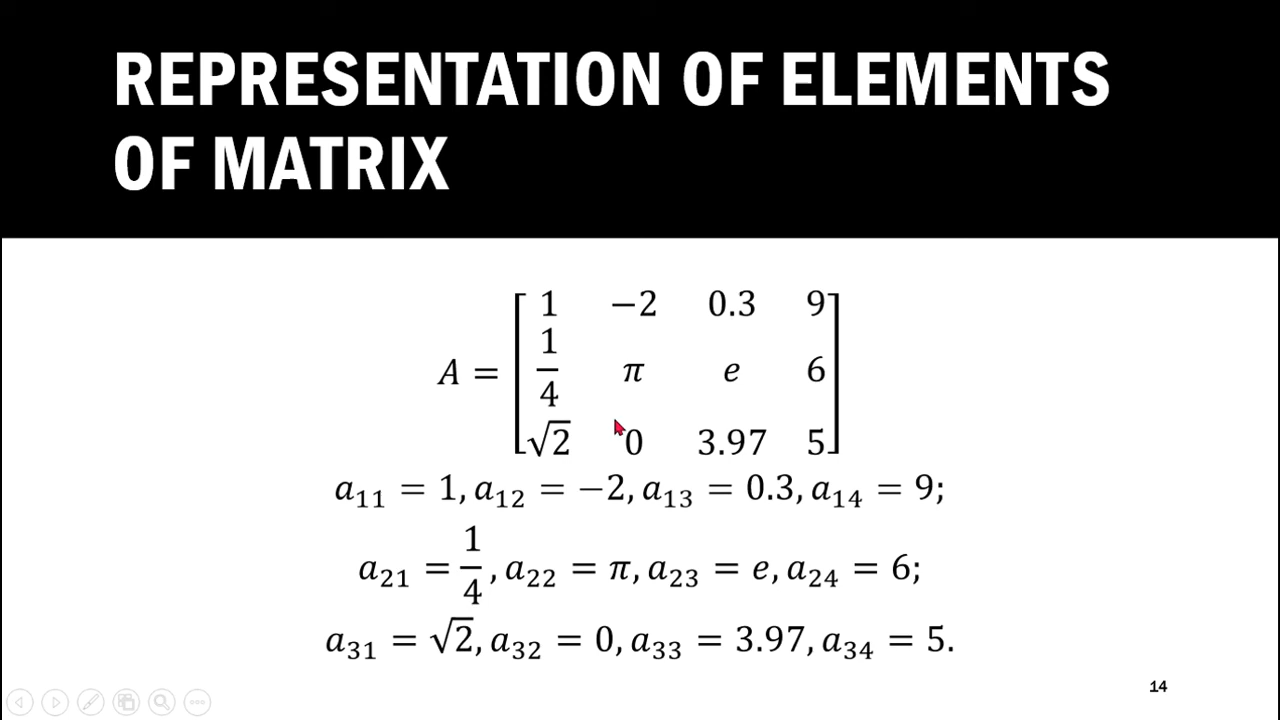 REPRESENTATION OF ELEMENTS
OF MATRIX
A = [1 −2 0.3 9
1/4 π e 6
√2 0 3.97 5]
a₁₁ = 1, a₁₂ = −2, a₁₃ = 0.3, a₁₄ = 9;
a₂₁ = 1/4, a₂₂ = π, a₂₃ = e, a₂₄ = 6;
a₃₁ = √2, a₃₂ = 0, a₃₃ = 3.97, a₃₄ = 5.
14